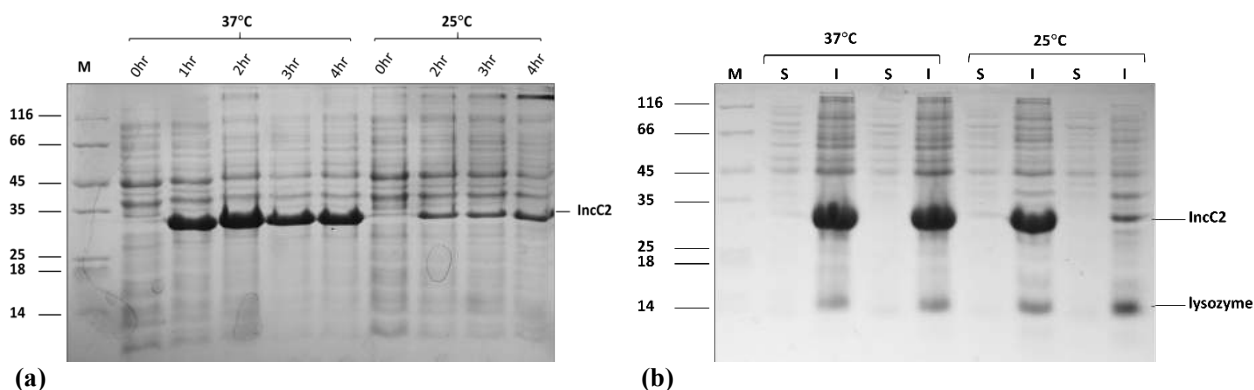 37°C 25°C
M 0hr 1hr 2hr 3hr 4hr 0hr 2hr 3hr 4hr
116
66
45
35
25
18
14
IncC2
(a)
37°C 25°C
M S I S I S I S I
116
66
45
35
25
18
14
IncC2
lysozyme
(b)